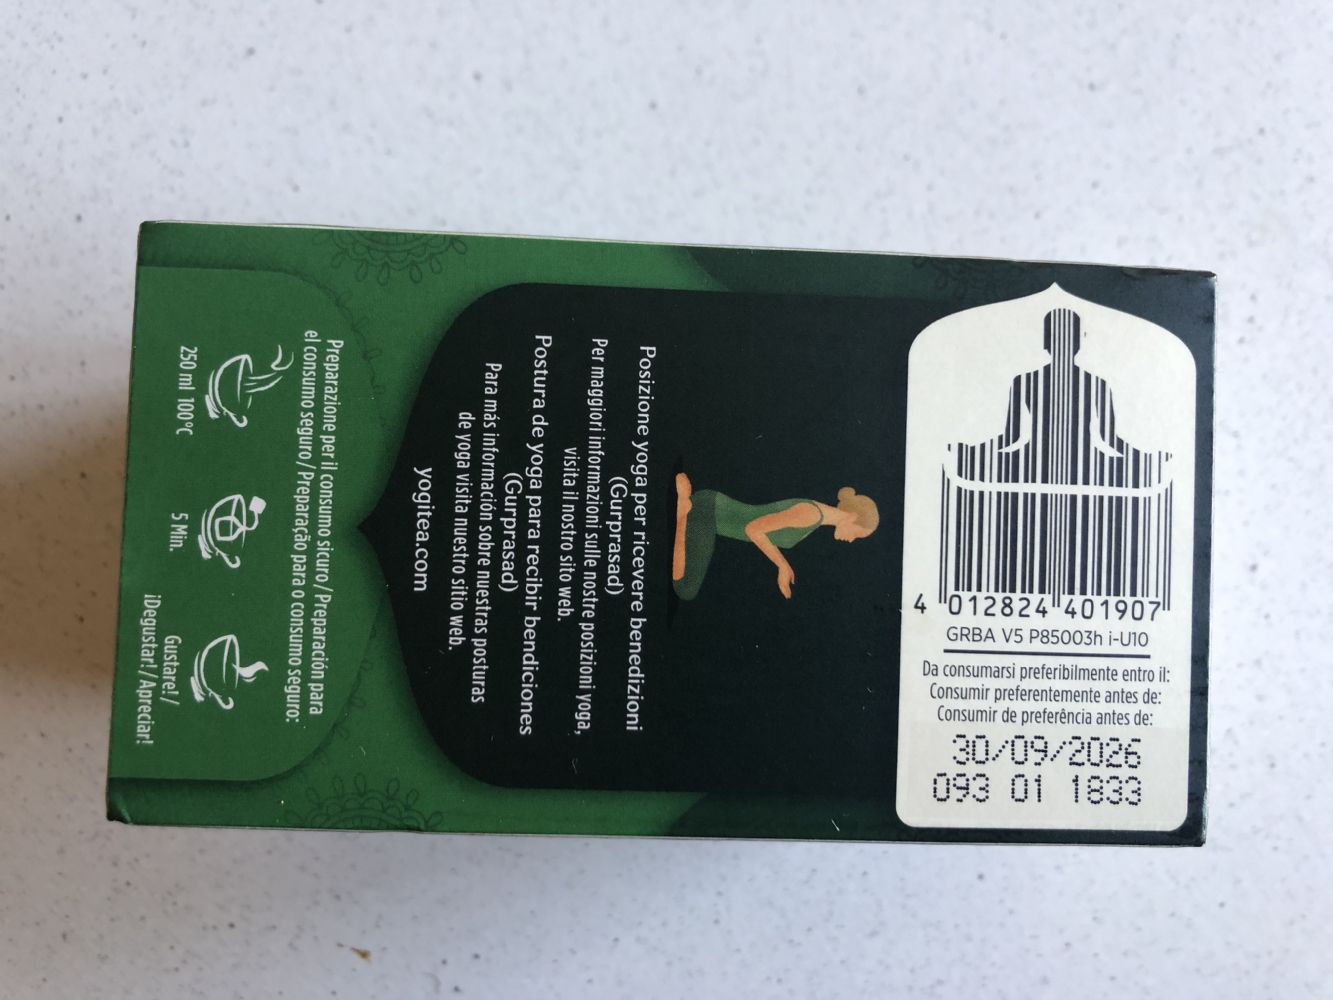 4 012824 401907
GRBA V5 P85003h i-U10
Da consumarsi preferibilmente entro il:
Consumir preferentemente antes de:
Consumir de preferência antes de:
30/09/2026
093 01 1833
Posizione yoga per ricevere benedizioni
(Gurprasad)
Per maggiori informazioni sulle nostre posizioni yoga,
visita il nostro sito web.
Postura de yoga para recibir bendiciones
(Gurprasad)
Para más información sobre nuestras posturas
de yoga visita nuestro sitio web.
yogitea.com
Preparazione per il consumo sicuro / Preparación para
el consumo seguro / Preparação para o consumo seguro:
250 ml 100°C
5 Min.
Gustare! /
¡Degustar! / Apreciar!